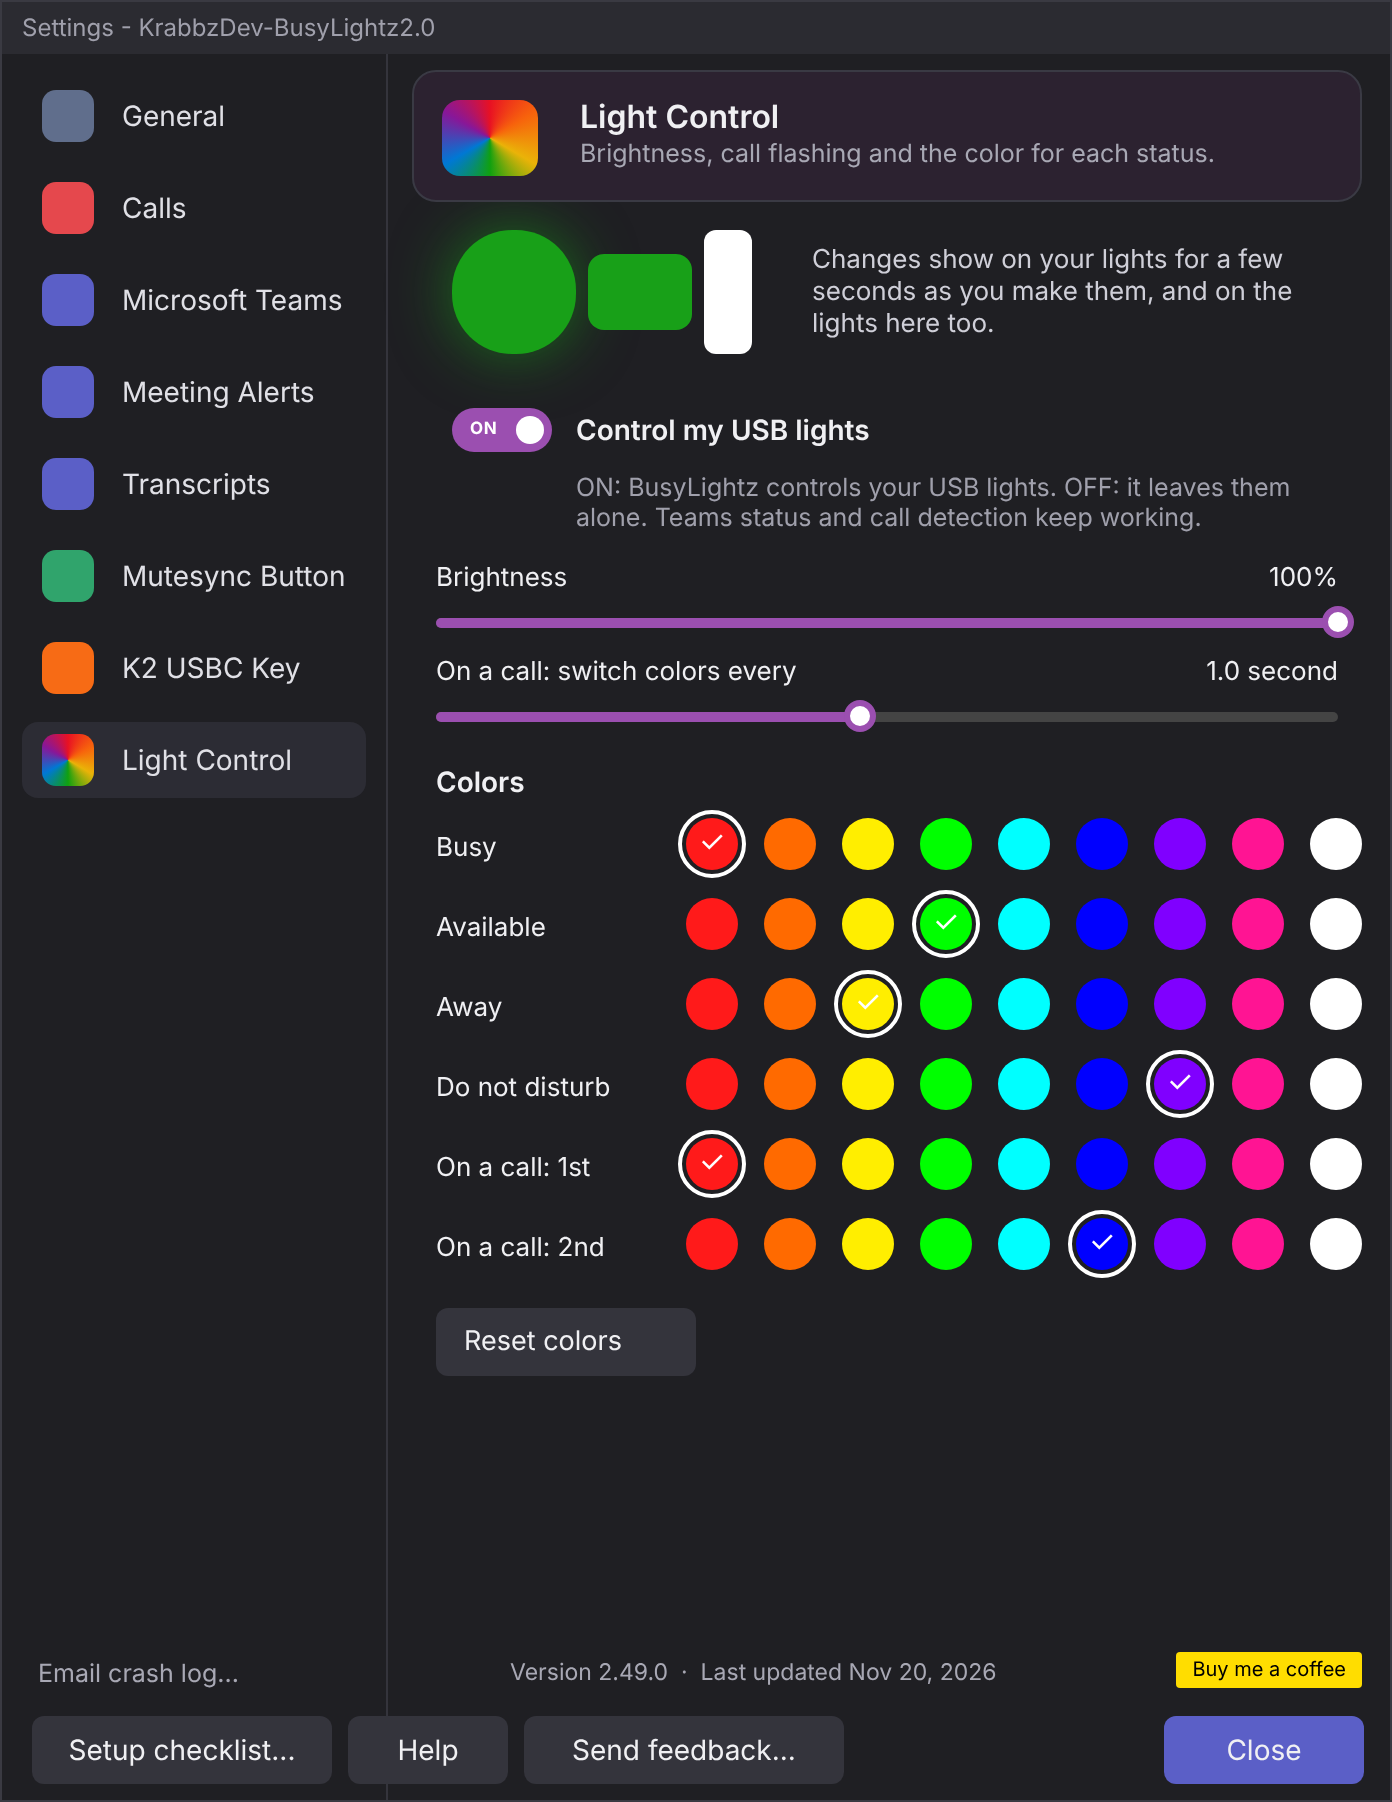 Settings - KrabbzDev-BusyLightz2.0
General
Calls
Microsoft Teams
Meeting Alerts
Transcripts
Mutesync Button
K2 USBC Key
Light Control
Light Control
Brightness, call flashing and the color for each status.
Changes show on your lights for a few
seconds as you make them, and on the
lights here too.
ON
Control my USB lights
ON: BusyLightz controls your USB lights. OFF: it leaves them
alone. Teams status and call detection keep working.
Brightness 100%
On a call: switch colors every 1.0 second
Colors
Busy
Available
Away
Do not disturb
On a call: 1st
On a call: 2nd
Reset colors
Email crash log...
Version 2.49.0 · Last updated Nov 20, 2026
Buy me a coffee
Setup checklist...
Help
Send feedback...
Close